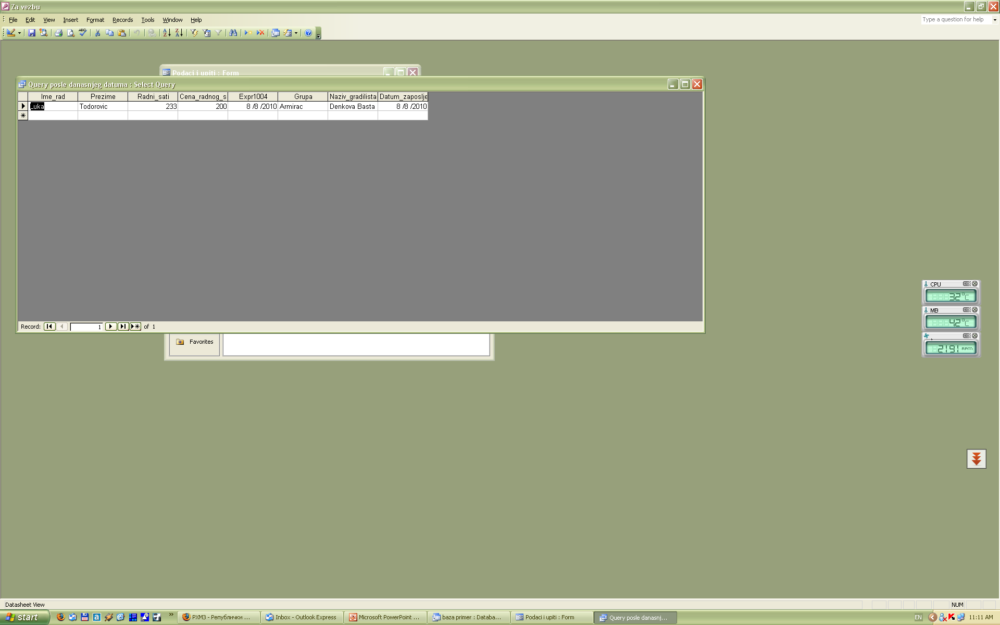 Za vezbu
File Edit View Insert Format Records Tools Window Help
Type a question for help
Podaci i upiti : Form
Query posle danasnjeg datuma : Select Query
Ime_rad Prezime Radni_sati Cena_radnog_s Expr1004 Grupa Naziv_gradilista Datum_zaposlje
Luka Todorovic 233 200 8 /8 /2010 Armirac Denkova Basta 8 /8 /2010
Record: 1 of 1
Favorites
CPU
32°C
MB
42°C
2191 RPM
Datasheet View
NUM
start
РХМЗ - Републички ...
Inbox - Outlook Express
Microsoft PowerPoint ...
baza primer : Databa...
Podaci i upiti : Form
Query posle danasnj...
EN
11:11 AM